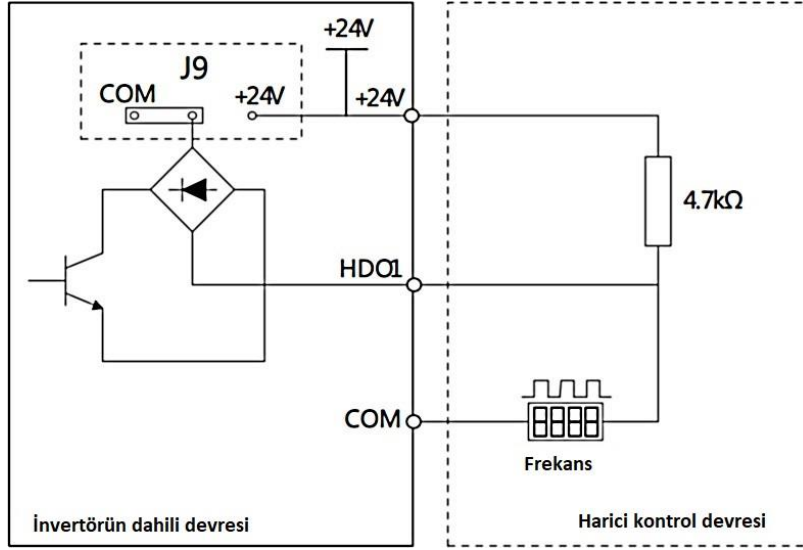 +24V
J9
COM
+24V
+24V
4.7kΩ
HDO1
COM
Frekans
İnvertörün dahili devresi
Harici kontrol devresi